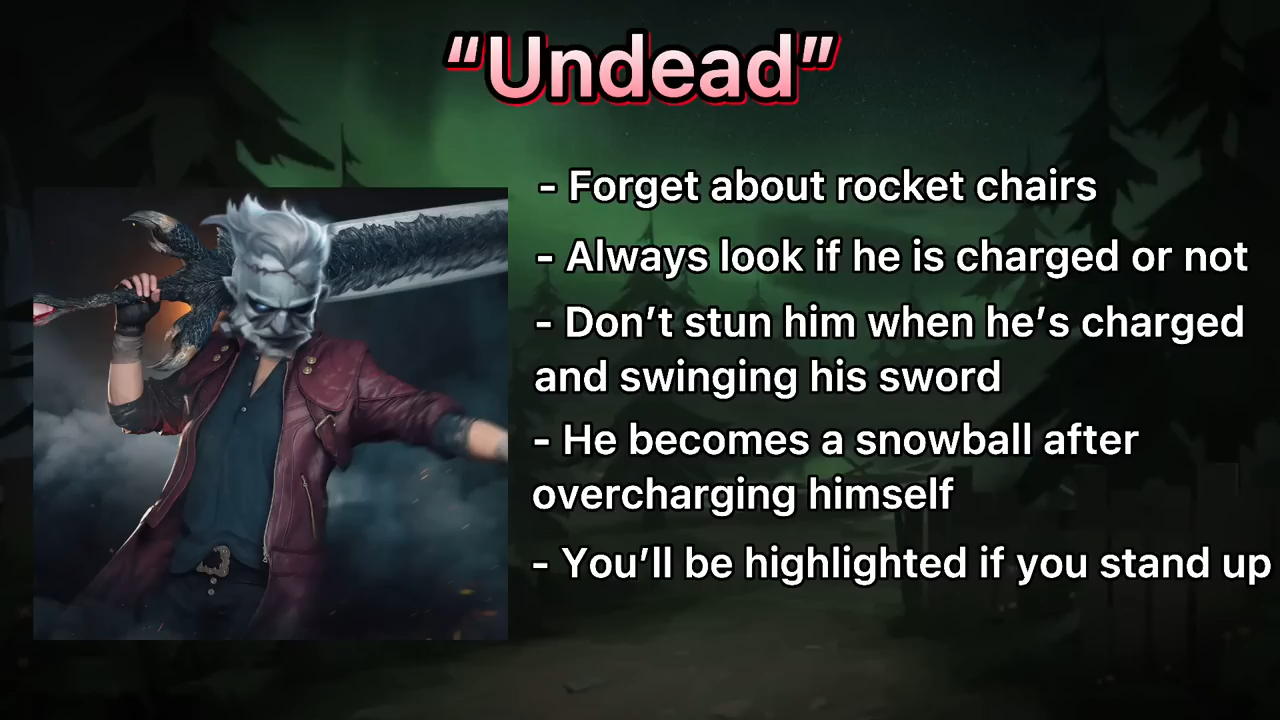 “Undead”
- Forget about rocket chairs
- Always look if he is charged or not
- Don’t stun him when he’s charged
and swinging his sword
- He becomes a snowball after
overcharging himself
- You’ll be highlighted if you stand up